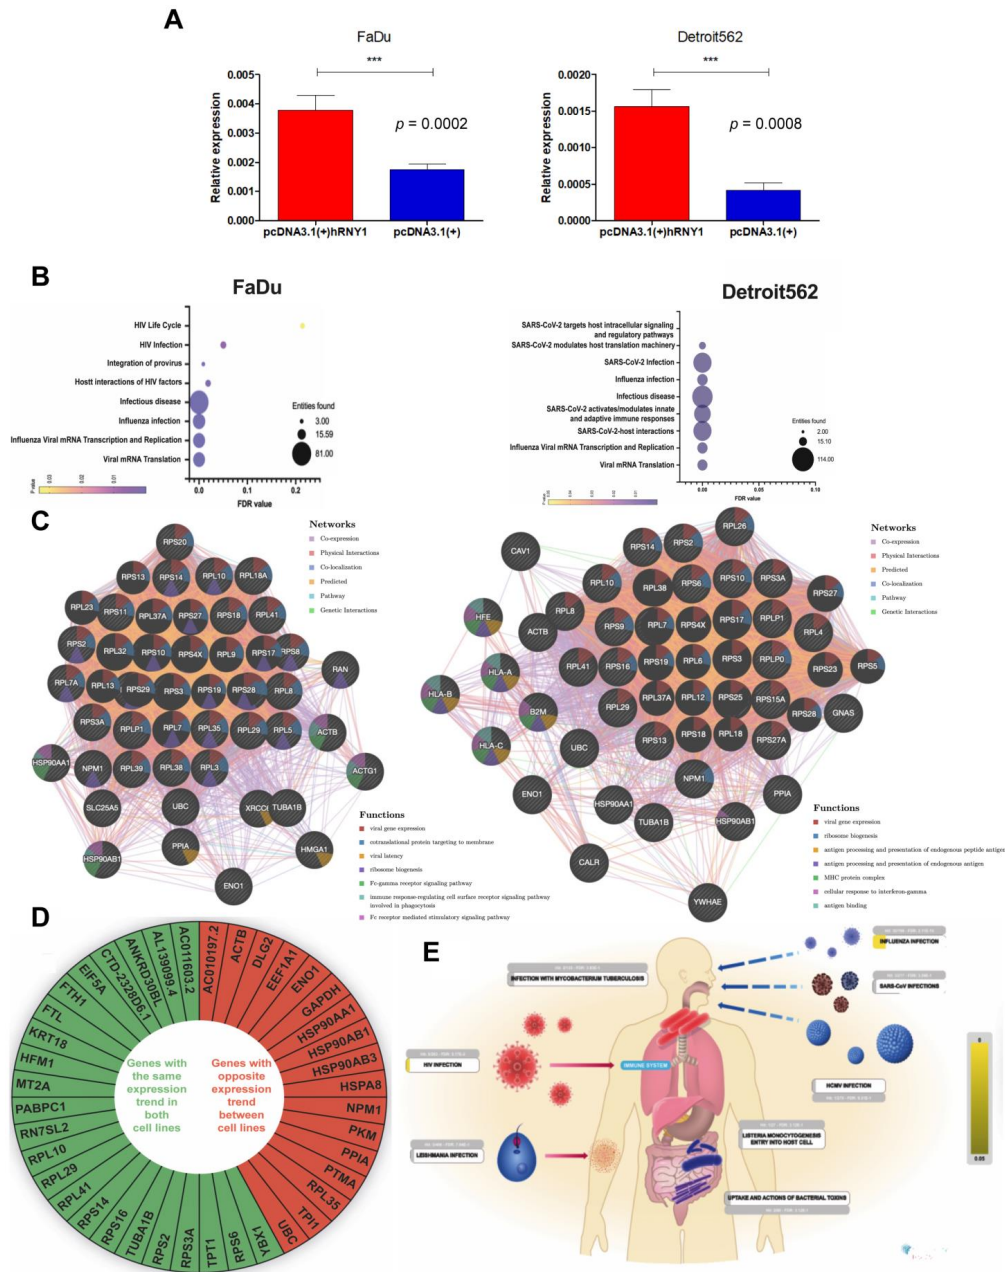 A
FaDu
***
Relative expression
0.005
0.004
0.003
0.002
0.001
0.000
p = 0.0002
pcDNA3.1(+)hRNY1
pcDNA3.1(+)
Detroit562
***
Relative expression
0.0020
0.0015
0.0010
0.0005
0.0000
p = 0.0008
pcDNA3.1(+)hRNY1
pcDNA3.1(+)
B
FaDu
HIV Life Cycle
HIV Infection
Integration of provirus
Hostt interactions of HIV factors
Infectious disease
Influenza infection
Influenza Viral mRNA Transcription and Replication
Viral mRNA Translation
Entities found
3.00
15.59
81.00
0.0
0.1
0.2
FDR value
P value
0.03
0.02
0.01
Detroit562
SARS-CoV-2 targets host intracellular signaling
and regulatory pathways
SARS-CoV-2 modulates host translation machinery
SARS-CoV-2 Infection
Influenza infection
Infectious disease
SARS-CoV-2 activates/modulates innate
and adaptive immune responses
SARS-CoV-2-host interactions
Influenza Viral mRNA Transcription and Replication
Viral mRNA Translation
Entities found
2.00
15.10
114.00
0.00
0.05
0.10
FDR value
C
Networks
Co-expression
Physical Interactions
Co-localization
Predicted
Pathway
Genetic Interactions
RPS20
RPS13
RPS14
RPL10
RPL18A
RPL23
RPS11
RPL37A
RPS27
RPS18
RPL41
RPS2
RPL32
RPS10
RPS4X
RPL9
RPS17
RPS8
RAN
RPL7A
RPL13
RPS29
RPS3
RPS19
RPS28
RPL8
RPS3A
RPLP1
RPL7
RPL35
RPL29
RPL5
ACTB
HSP90AA1
NPM1
RPL39
RPL38
RPL3
ACTG1
SLC25A5
UBC
TUBA1B
PPIA
HMGA1
HSP90AB1
ENO1
Functions
viral gene expression
cotranslational protein targeting to membrane
viral latency
ribosome biogenesis
Fc-gamma receptor signaling pathway
immune response-regulating cell surface receptor signaling pathway
involved in phagocytosis
Fc receptor mediated stimulatory signaling pathway
Networks
Co-expression
Physical Interactions
Predicted
Co-localization
Pathway
Genetic Interactions
RPL26
CAV1
RPS14
RPS2
RPL10
RPL38
RPS6
RPS10
RPS3A
RPS27
HFE
RPL8
ACTB
RPS9
RPL7
RPS4X
RPS17
RPLP1
RPL4
HLA-A
RPL41
RPS16
RPS19
RPL6
RPS3
RPLP0
RPS23
RPS5
HLA-B
B2M
RPL29
RPL37A
RPL12
RPS25
RPS15A
RPS28
GNAS
HLA-C
UBC
RPS13
RPS18
RPL18
RPS27A
ENO1
NPM1
PPIA
HSP90AA1
TUBA1B
HSP90AB1
CALR
YWHAE
Functions
viral gene expression
ribosome biogenesis
antigen processing and presentation of endogenous peptide antigen
antigen processing and presentation of endogenous antigen
MHC protein complex
cellular response to interferon-gamma
antigen binding
D
AC010197.2
ACTB
DLG2
EEF1A1
ENO1
GAPDH
HSP90AA1
HSP90AB1
HSP90AB3
HSPA8
NPM1
PKM
PPIA
PTMA
RPL35
TPI1
UBC
YBX1
RPS6
TPT1
RPS3A
RPS2
TUBA1B
RPS16
RPS14
RPL41
RPL29
RPL10
RN7SL2
PABPC1
MT2A
HFM1
KRT18
FTL
FTH1
EIF5A
CTD-2328D6.1
ANKRD30BL
AL139099.4
AC011603.2
Genes with
the same
expression
trend in
both
cell lines
Genes with
opposite
expression
trend
between
cell lines
E
INFECTION WITH MYCOBACTERIUM TUBERCULOSIS
INFLUENZA INFECTION
SARS-CoV INFECTIONS
HIV INFECTION
IMMUNE SYSTEM
HCMV INFECTION
LEISHMANIA INFECTION
LISTERIA MONOCYTOGENESIS
ENTRY INTO HOST CELL
UPTAKE AND ACTIONS OF BACTERIAL TOXINS
0
0.05